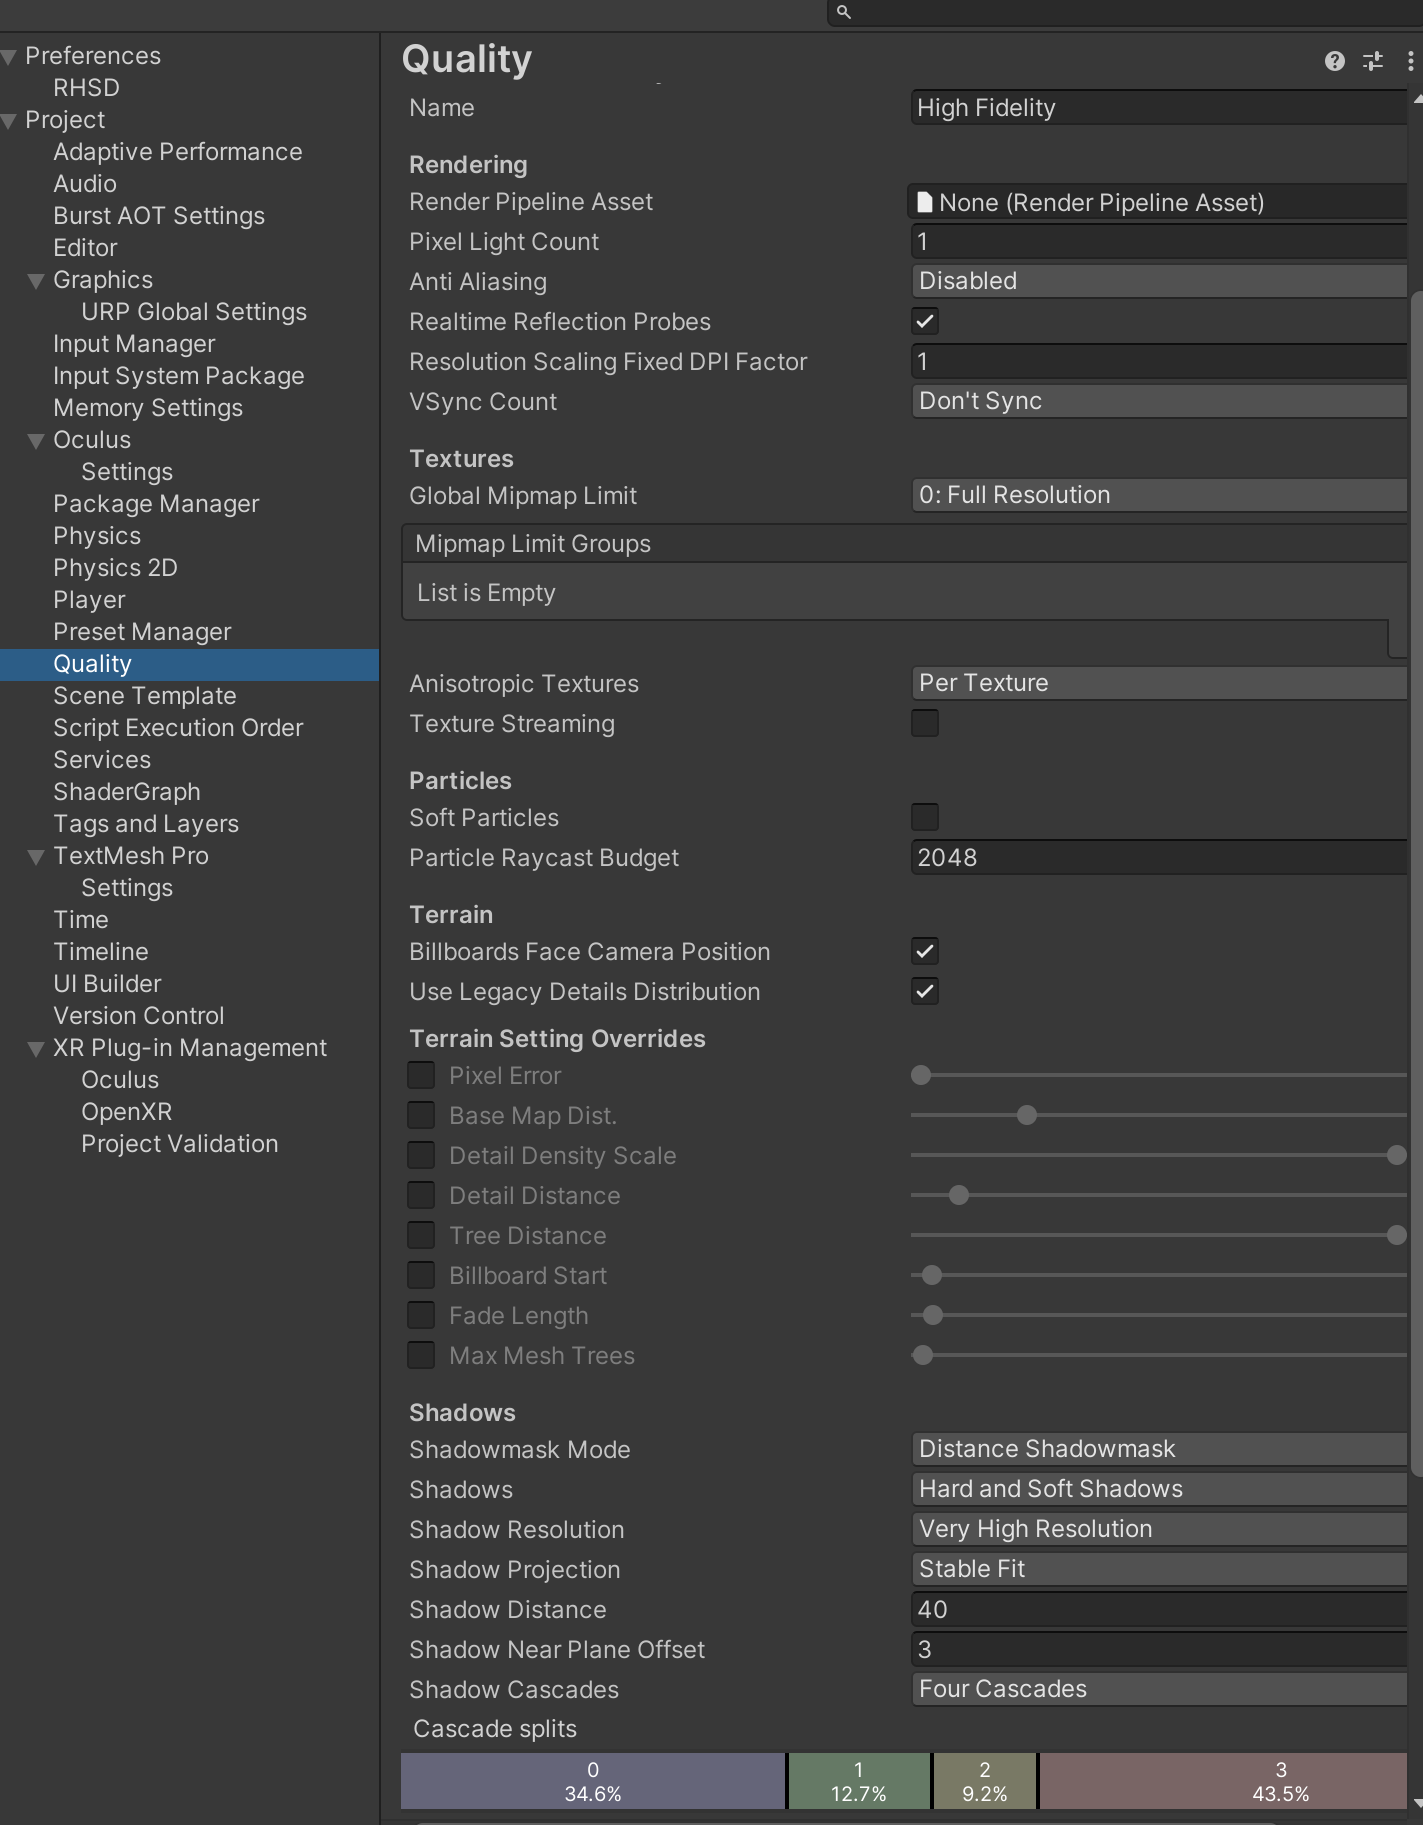 Preferences
RHSD
Project
Adaptive Performance
Audio
Burst AOT Settings
Editor
Graphics
URP Global Settings
Input Manager
Input System Package
Memory Settings
Oculus
Settings
Package Manager
Physics
Physics 2D
Player
Preset Manager
Quality
Scene Template
Script Execution Order
Services
ShaderGraph
Tags and Layers
TextMesh Pro
Settings
Time
Timeline
UI Builder
Version Control
XR Plug-in Management
Oculus
OpenXR
Project Validation
Quality
Name High Fidelity
Rendering
Render Pipeline Asset None (Render Pipeline Asset)
Pixel Light Count 1
Anti Aliasing Disabled
Realtime Reflection Probes
Resolution Scaling Fixed DPI Factor 1
VSync Count Don't Sync
Textures
Global Mipmap Limit 0: Full Resolution
Mipmap Limit Groups
List is Empty
Anisotropic Textures Per Texture
Texture Streaming
Particles
Soft Particles
Particle Raycast Budget 2048
Terrain
Billboards Face Camera Position
Use Legacy Details Distribution
Terrain Setting Overrides
Pixel Error
Base Map Dist.
Detail Density Scale
Detail Distance
Tree Distance
Billboard Start
Fade Length
Max Mesh Trees
Shadows
Shadowmask Mode Distance Shadowmask
Shadows Hard and Soft Shadows
Shadow Resolution Very High Resolution
Shadow Projection Stable Fit
Shadow Distance 40
Shadow Near Plane Offset 3
Shadow Cascades Four Cascades
Cascade splits
0 1 2 3
34.6% 12.7% 9.2% 43.5%